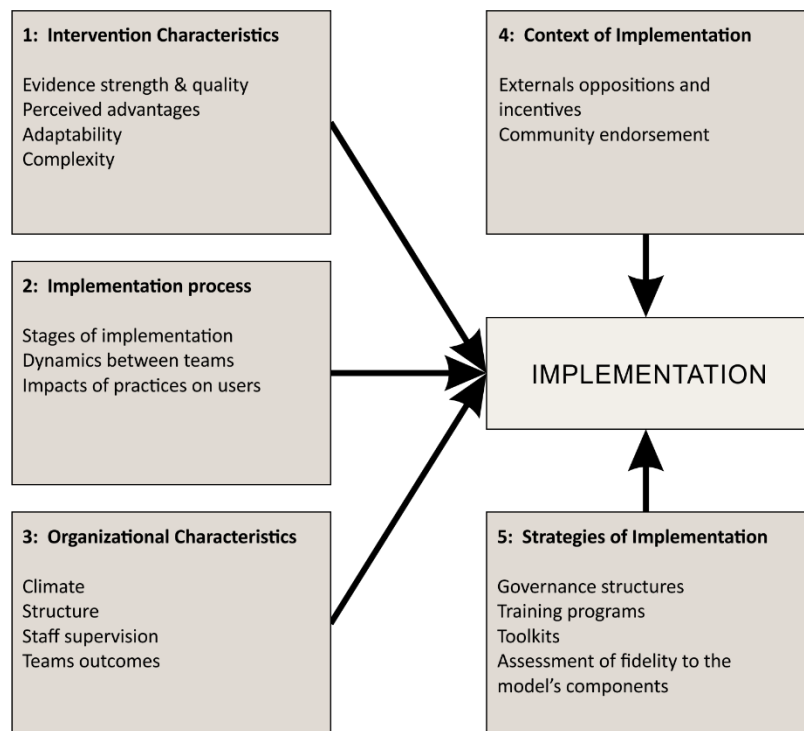 1:  Intervention Characteristics
Evidence strength & quality
Perceived advantages
Adaptability
Complexity
2:  Implementation process
Stages of implementation
Dynamics between teams
Impacts of practices on users
3:  Organizational Characteristics
Climate
Structure
Staff supervision
Teams outcomes
4:  Context of Implementation
Externals oppositions and
incentives
Community endorsement
IMPLEMENTATION
5:  Strategies of Implementation
Governance structures
Training programs
Toolkits
Assessment of fidelity to the
model's components